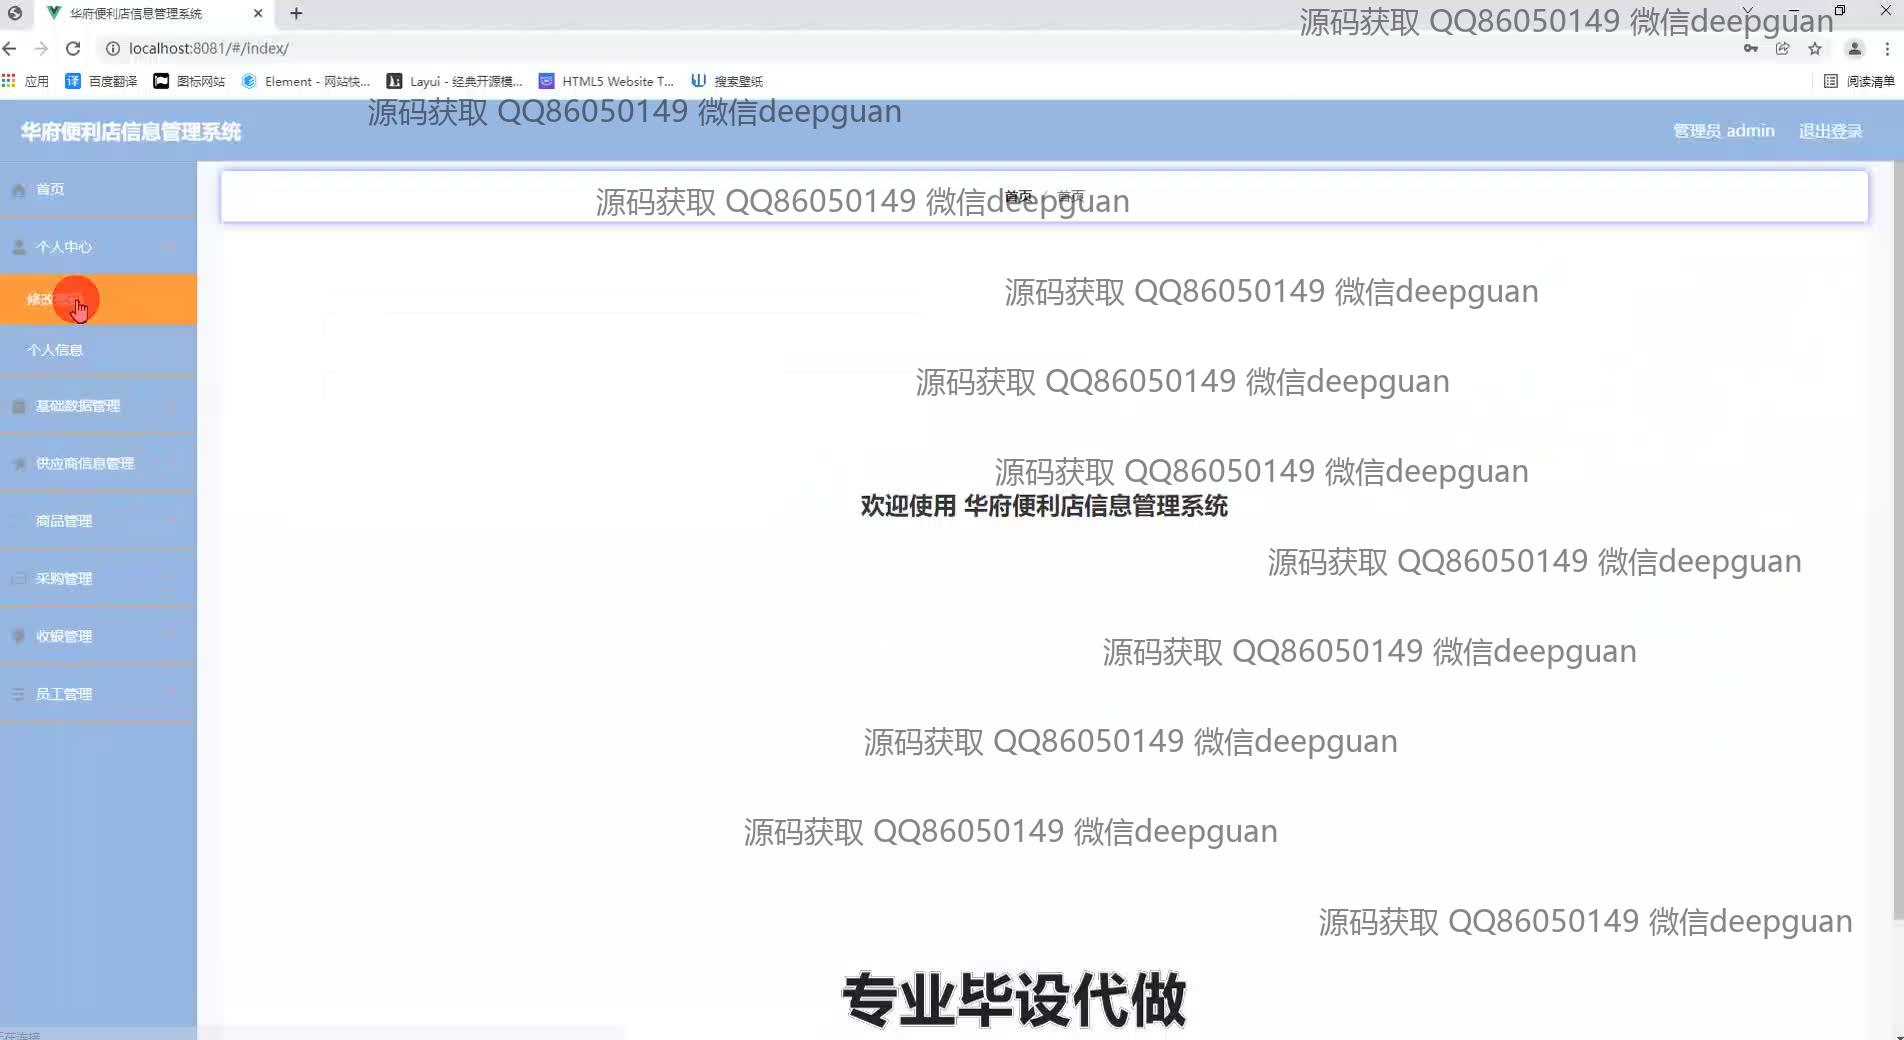 华府便利店信息管理系统
源码获取 QQ86050149 微信deepguan
localhost:8081/#/index/
应用 百度翻译 图标网站 Element - 网站快... Layui - 经典开源模... HTML5 Website T... 搜索壁纸 阅读清单
源码获取 QQ86050149 微信deepguan
华府便利店信息管理系统 管理员 admin 退出登录
首页
源码获取 QQ86050149 微信deepguan
首页 / 首页
个人中心
修改密码
源码获取 QQ86050149 微信deepguan
个人信息
源码获取 QQ86050149 微信deepguan
基础数据管理
供应商信息管理
源码获取 QQ86050149 微信deepguan
欢迎使用 华府便利店信息管理系统
商品管理
源码获取 QQ86050149 微信deepguan
采购管理
收银管理
源码获取 QQ86050149 微信deepguan
员工管理
源码获取 QQ86050149 微信deepguan
源码获取 QQ86050149 微信deepguan
源码获取 QQ86050149 微信deepguan
专业毕设代做